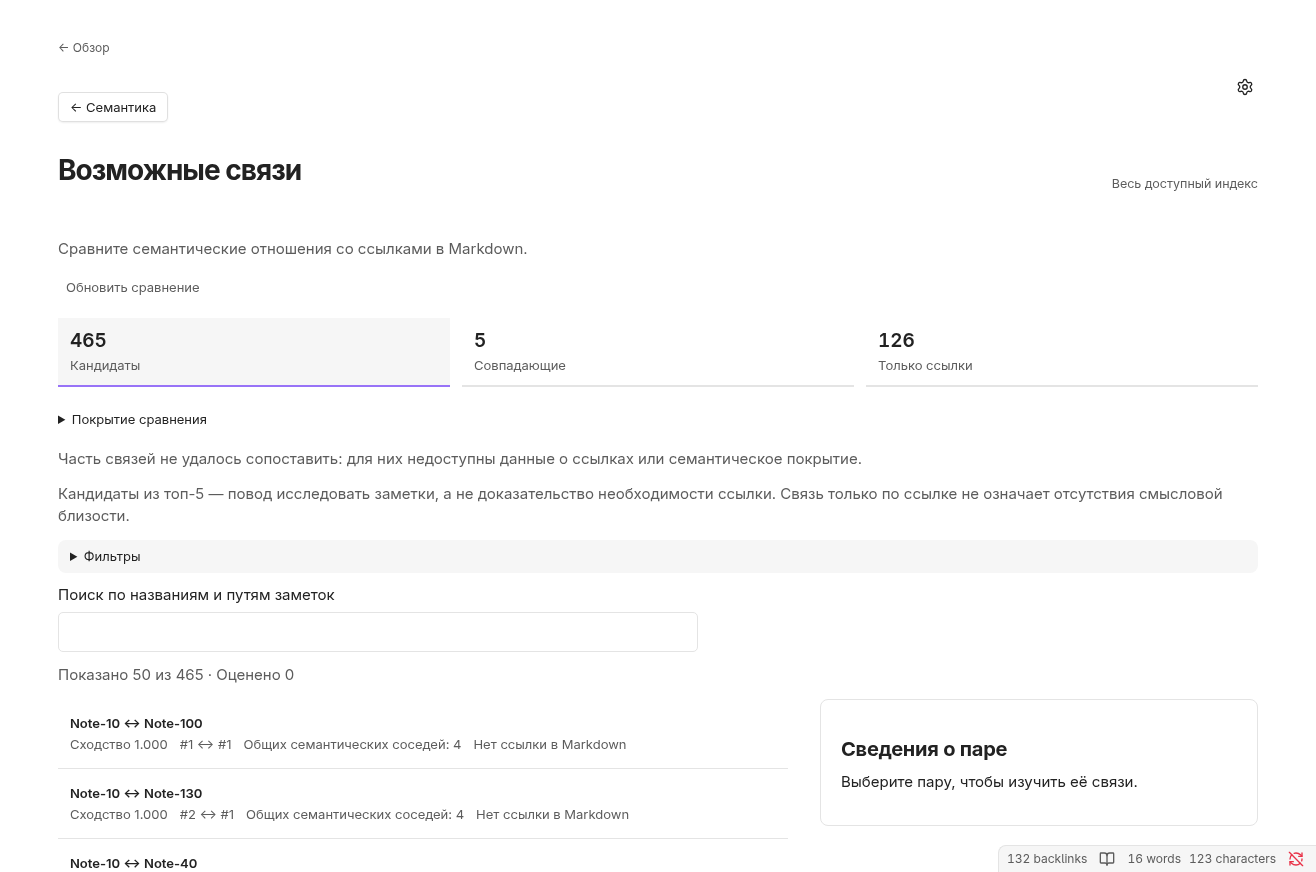 ← Обзор
← Семантика
Возможные связи
Весь доступный индекс
Сравните семантические отношения со ссылками в Markdown.
Обновить сравнение
465
Кандидаты
5
Совпадающие
126
Только ссылки
Покрытие сравнения
Часть связей не удалось сопоставить: для них недоступны данные о ссылках или семантическое покрытие.
Кандидаты из топ-5 — повод исследовать заметки, а не доказательство необходимости ссылки. Связь только по ссылке не означает отсутствия смысловой
близости.
Фильтры
Поиск по названиям и путям заметок
Показано 50 из 465 · Оценено 0
Note-10 ↔ Note-100
Сходство 1.000 #1 ↔ #1 Общих семантических соседей: 4 Нет ссылки в Markdown
Note-10 ↔ Note-130
Сходство 1.000 #2 ↔ #1 Общих семантических соседей: 4 Нет ссылки в Markdown
Note-10 ↔ Note-40
Сведения о паре
Выберите пару, чтобы изучить её связи.
132 backlinks 16 words 123 characters